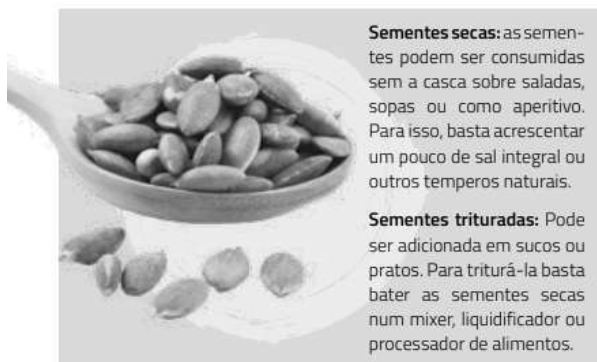 Sementes secas: as semen-
tes podem ser consumidas
sem a casca sobre saladas,
sopas ou como aperitivo.
Para isso, basta acrescentar
um pouco de sal integral ou
outros temperos naturais.
Sementes trituradas: Pode
ser adicionada em sucos ou
pratos. Para triturá-la basta
bater as sementes secas
num mixer, liquidificador ou
processador de alimentos.